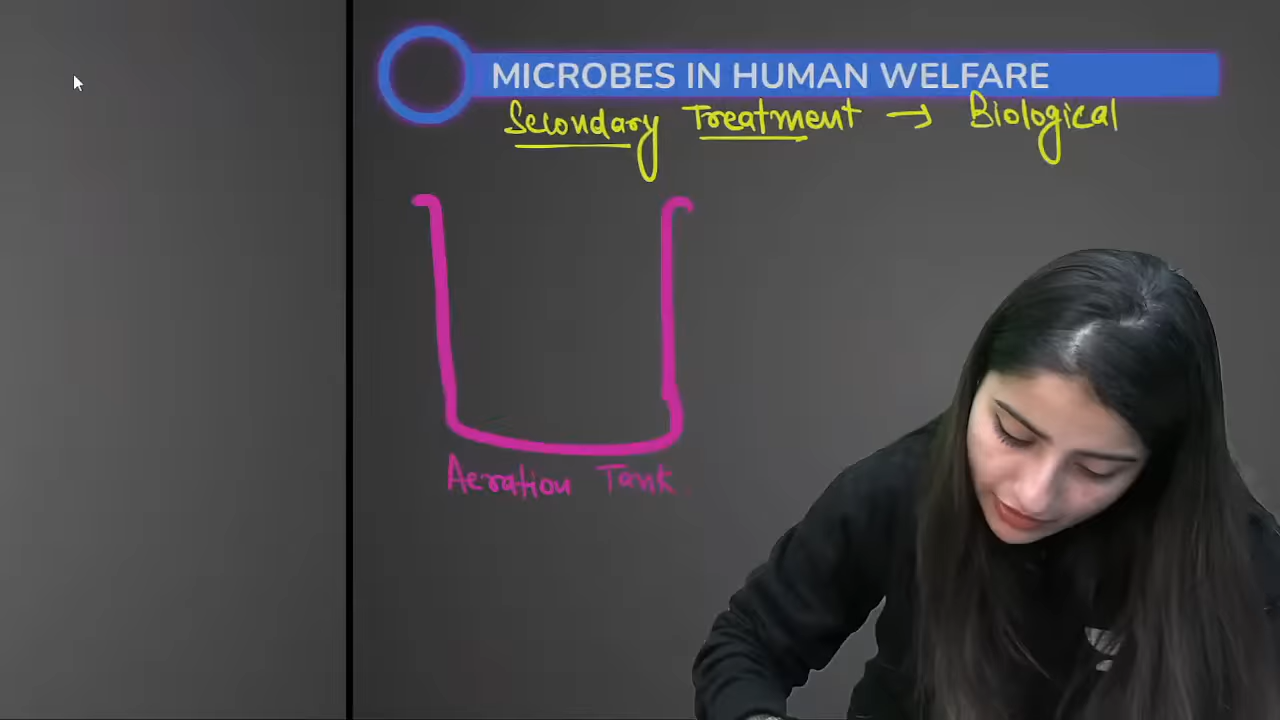 MICROBES IN HUMAN WELFARE
Secondary Treatment → Biological
Aeration Tank